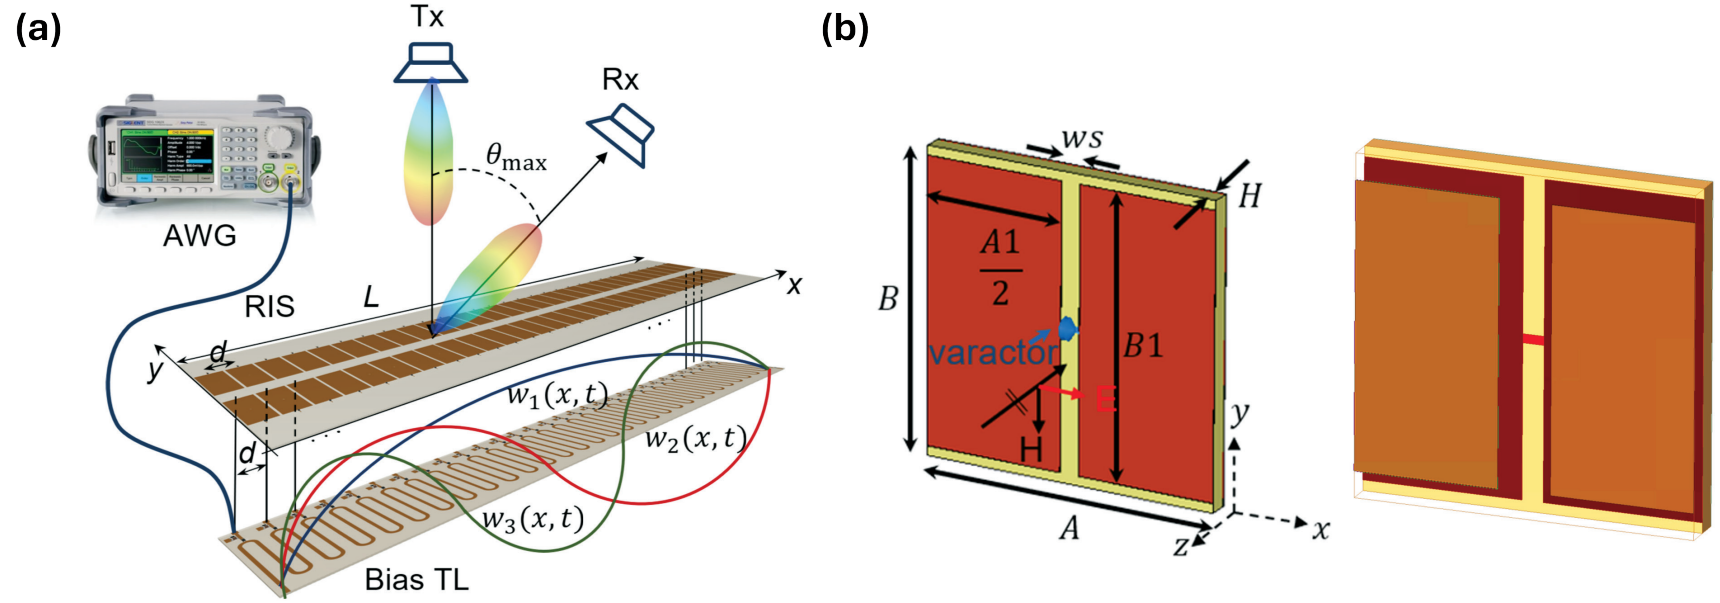 (a)
Tx
Rx
θmax
AWG
RIS
L
x
y
d
d
w1(x, t)
w2(x, t)
w3(x, t)
Bias TL
(b)
ws
H
A1
2
B
B1
varactor
E
H
A
y
x
z